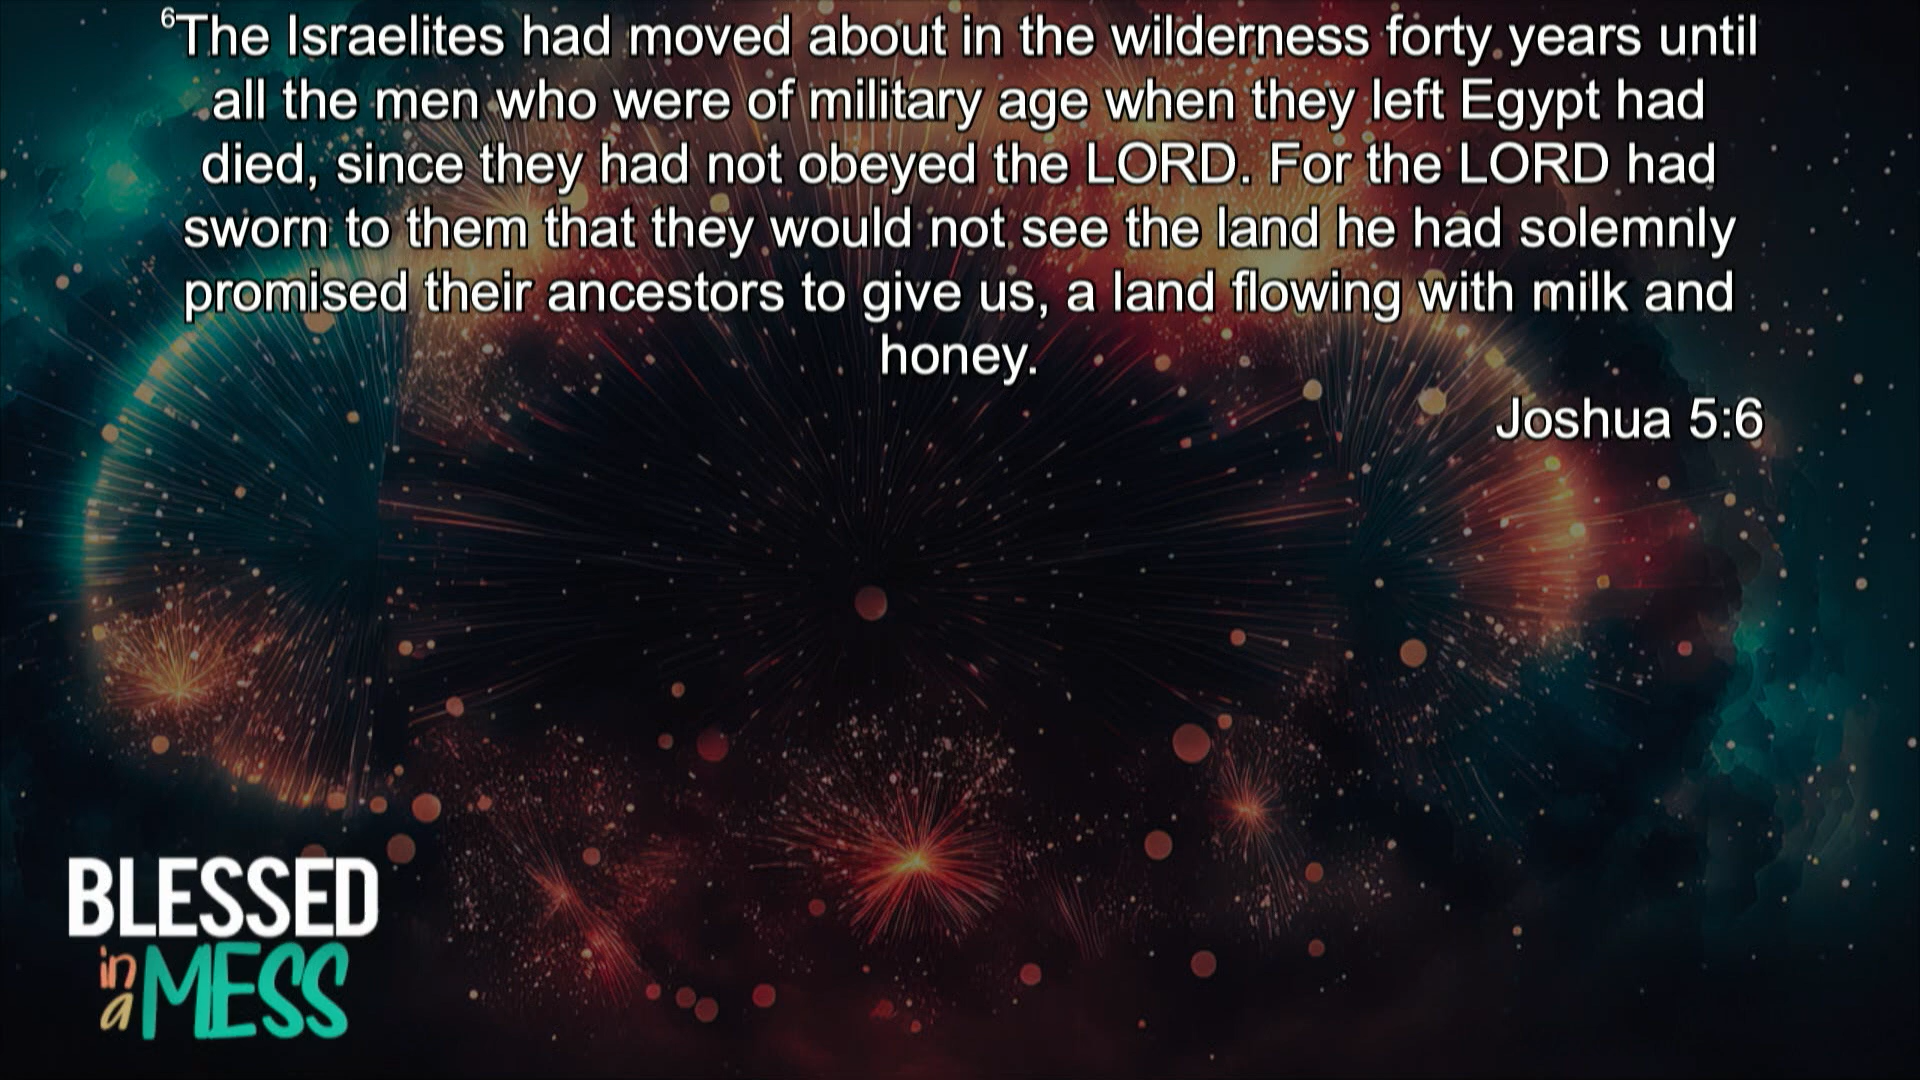 ⁶The Israelites had moved about in the wilderness forty years until
all the men who were of military age when they left Egypt had
died, since they had not obeyed the LORD. For the LORD had
sworn to them that they would not see the land he had solemnly
promised their ancestors to give us, a land flowing with milk and
honey.
Joshua 5:6
BLESSED
in a MESS